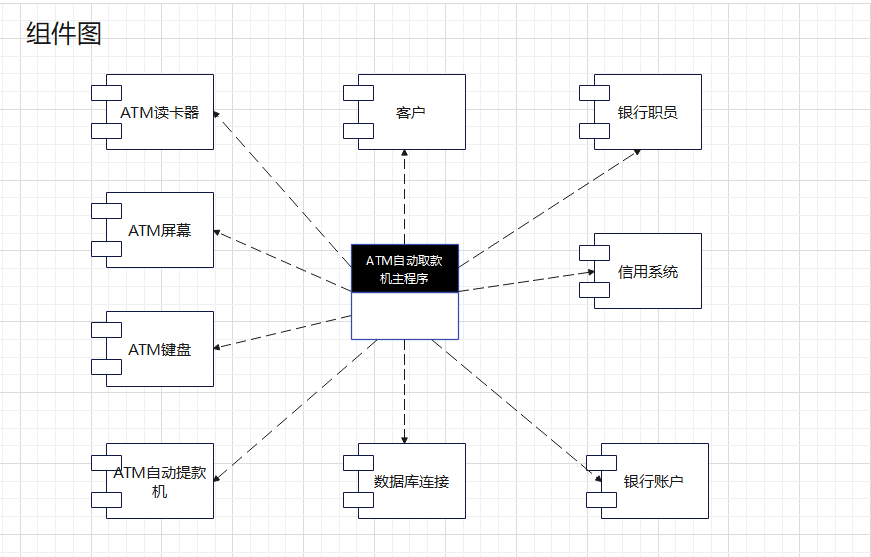 组件图
ATM读卡器
客户
银行职员
ATM屏幕
ATM自动取款
机主程序
信用系统
ATM键盘
ATM自动提款
机
数据库连接
银行账户